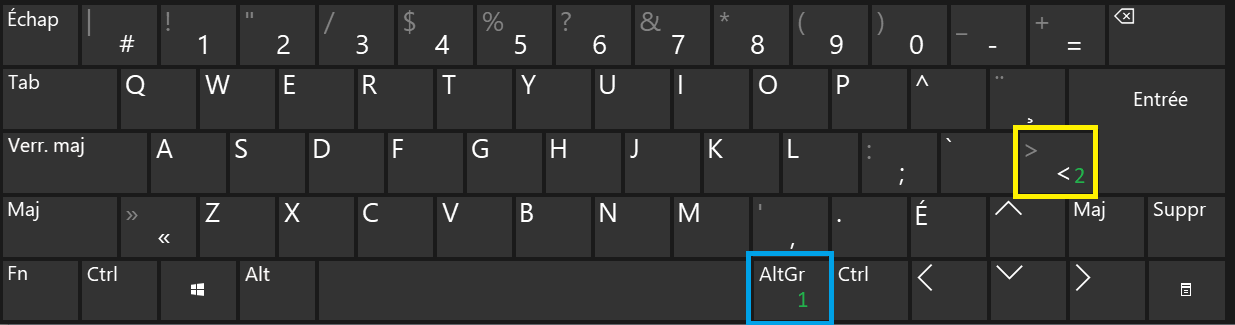 Échap | # ! 1 " 2 / 3 $ 4 % 5 ? 6 & 7 * 8 ( 9 ) 0 _ - + =
Tab Q W E R T Y U I O P ^ ¨ ¸ Entrée
Verr. maj A S D F G H J K L : ; ` > < 2
Maj » « Z X C V B N M ' , . É Maj Suppr
Fn Ctrl Alt AltGr 1 Ctrl